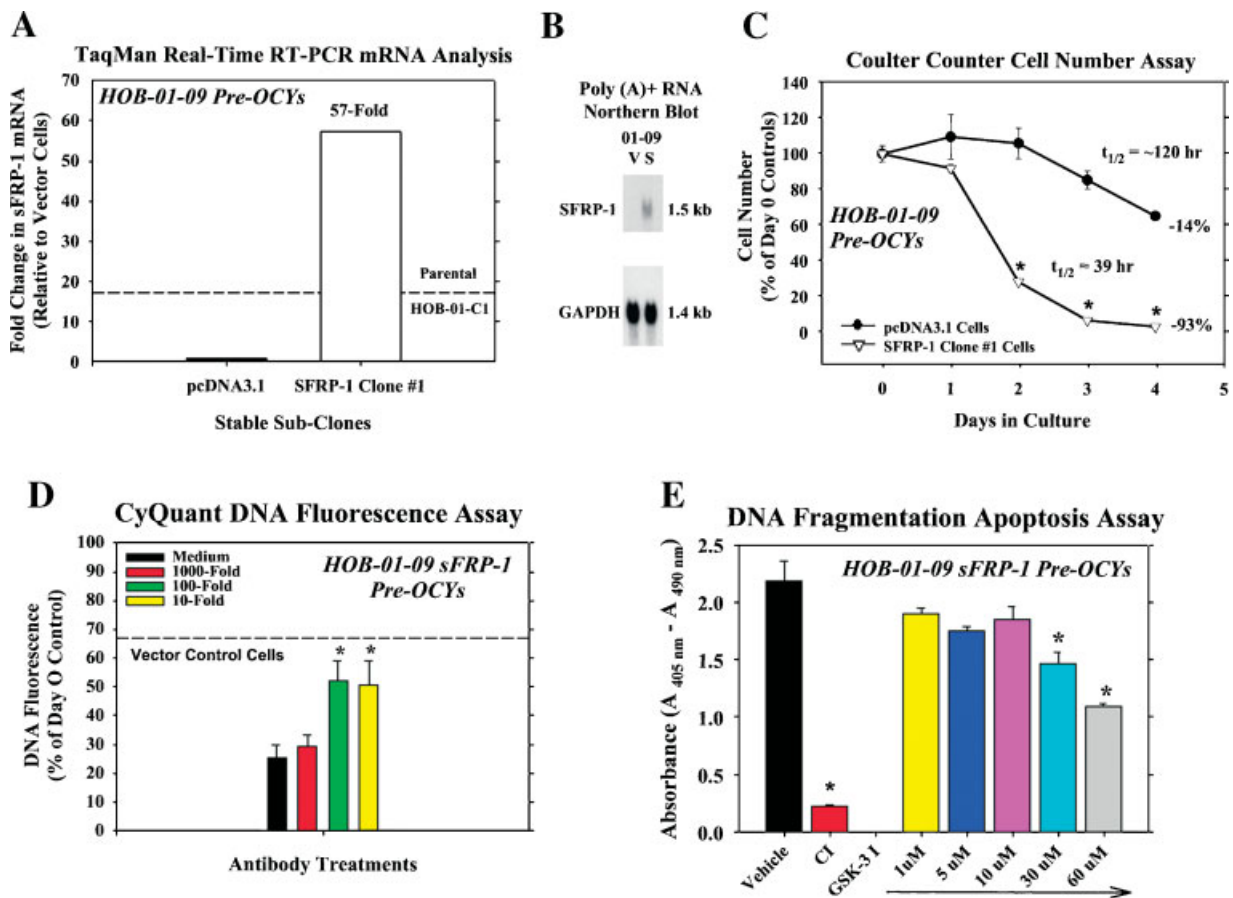 A
TaqMan Real-Time RT-PCR mRNA Analysis
Fold Change in sFRP-1 mRNA
(Relative to Vector Cells)
70
60
50
40
30
20
10
0
HOB-01-09 Pre-OCYs
57-Fold
Parental
HOB-01-C1
pcDNA3.1
SFRP-1 Clone #1
Stable Sub-Clones
B
Poly (A)+ RNA
Northern Blot
01-09
V S
SFRP-1
1.5 kb
GAPDH
1.4 kb
C
Coulter Counter Cell Number Assay
Cell Number
(% of Day 0 Controls)
140
120
100
80
60
40
20
0
t1/2 = ~120 hr
HOB-01-09
Pre-OCYs
-14%
*
t1/2 = 39 hr
* *
-93%
pcDNA3.1 Cells
SFRP-1 Clone #1 Cells
0 1 2 3 4 5
Days in Culture
D
CyQuant DNA Fluorescence Assay
DNA Fluorescence
(% of Day O Control)
100
90
80
70
60
50
40
30
20
10
0
Medium
1000-Fold
100-Fold
10-Fold
HOB-01-09 sFRP-1
Pre-OCYs
Vector Control Cells
* *
Antibody Treatments
E
DNA Fragmentation Apoptosis Assay
Absorbance (A 405 nm - A 490 nm)
2.5
2.0
1.5
1.0
0.5
0.0
HOB-01-09 sFRP-1 Pre-OCYs
*
*
*
Vehicle
CI
GSK-3 I
1uM
5 uM
10 uM
30 uM
60 uM